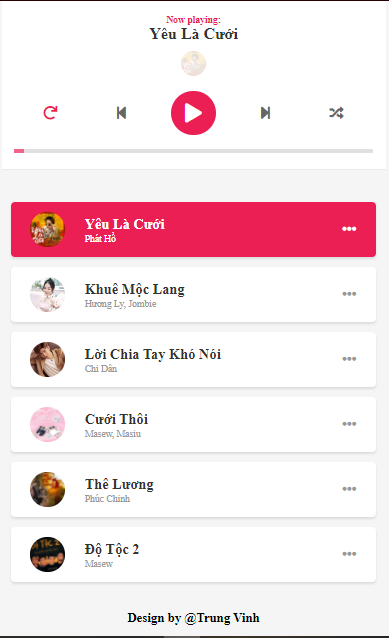 Now playing:
Yêu Là Cưới
Yêu Là Cưới
Phát Hồ
Khuê Mộc Lang
Hương Ly, Jombie
Lời Chia Tay Khó Nói
Chi Dân
Cưới Thôi
Masew, Masiu
Thê Lương
Phúc Chinh
Độ Tộc 2
Masew
Design by @Trung Vinh